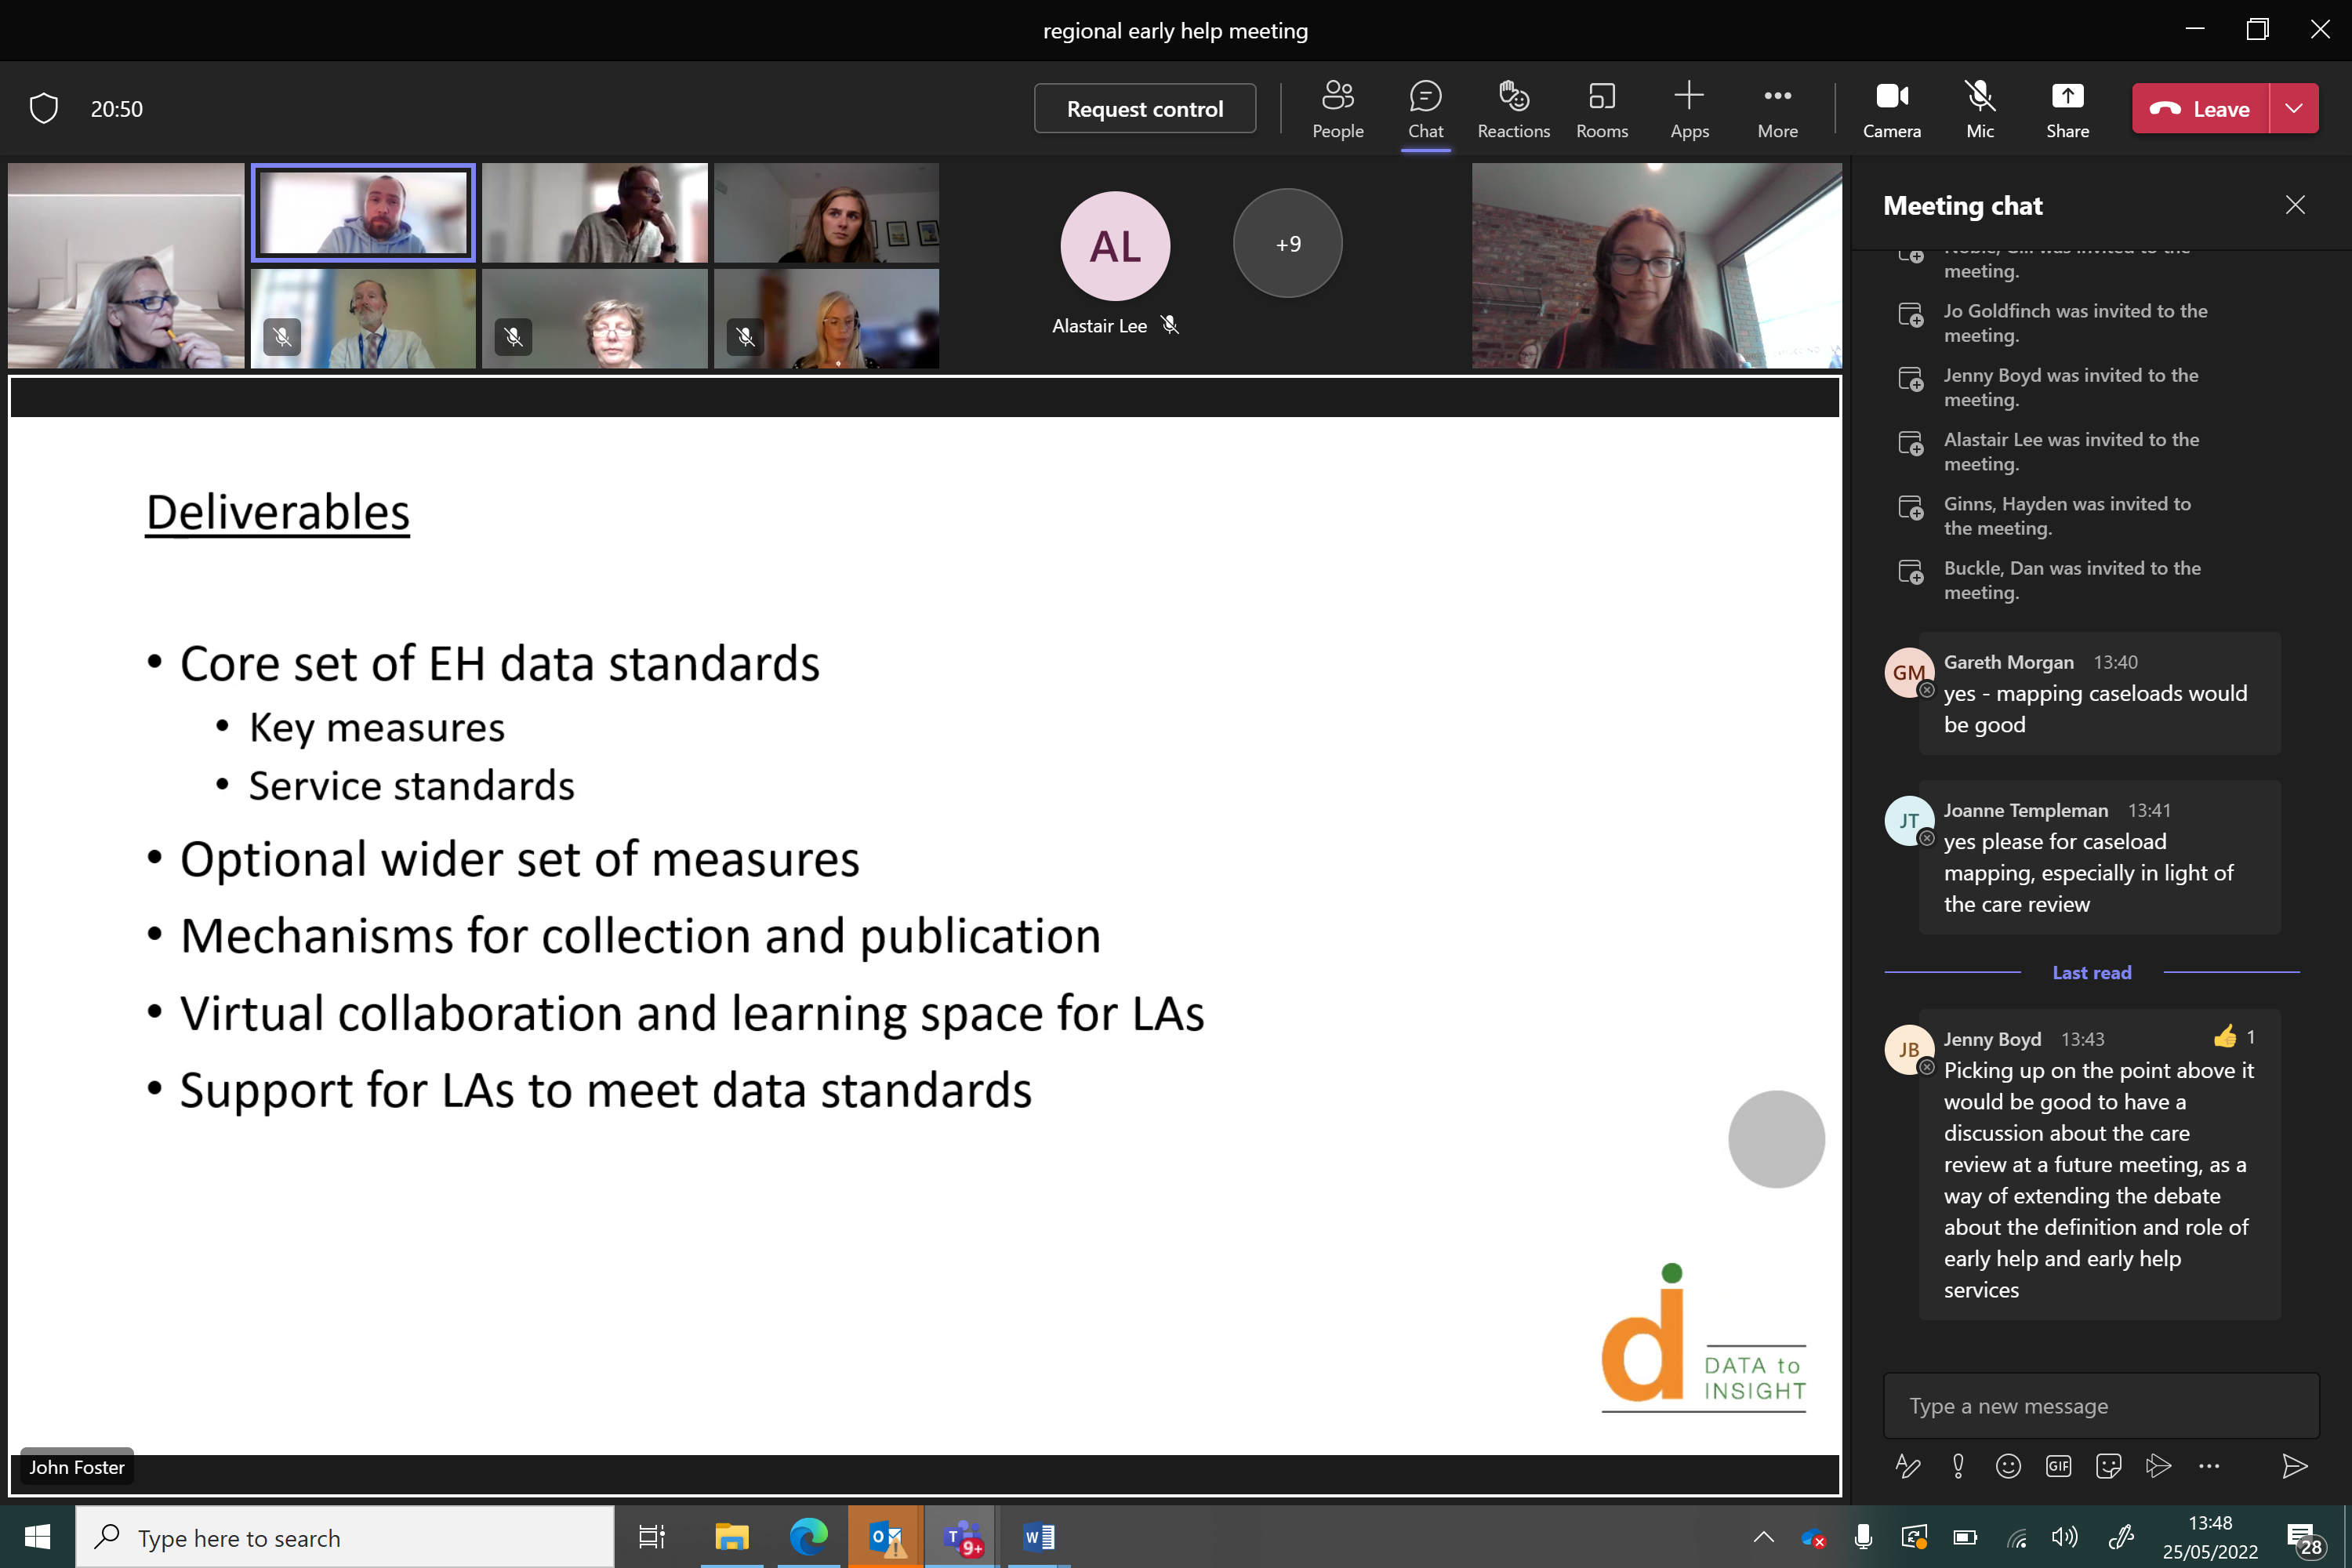 regional early help meeting
20:50
Request control
People
Chat
Reactions
Rooms
Apps
More
Camera
Mic
Share
Leave
AL
Alastair Lee
+9
Deliverables
• Core set of EH data standards
• Key measures
• Service standards
• Optional wider set of measures
• Mechanisms for collection and publication
• Virtual collaboration and learning space for LAs
• Support for LAs to meet data standards
DATA to
INSIGHT
John Foster
Meeting chat
meeting.
Jo Goldfinch was invited to the
meeting.
Jenny Boyd was invited to the
meeting.
Alastair Lee was invited to the
meeting.
Ginns, Hayden was invited to
the meeting.
Buckle, Dan was invited to the
meeting.
GM
Gareth Morgan 13:40
yes - mapping caseloads would
be good
JT
Joanne Templeman 13:41
yes please for caseload
mapping, especially in light of
the care review
Last read
JB
Jenny Boyd 13:43 👍 1
Picking up on the point above it
would be good to have a
discussion about the care
review at a future meeting, as a
way of extending the debate
about the definition and role of
early help and early help
services
Type a new message
GIF
Type here to search
9+
13:48
25/05/2022
28